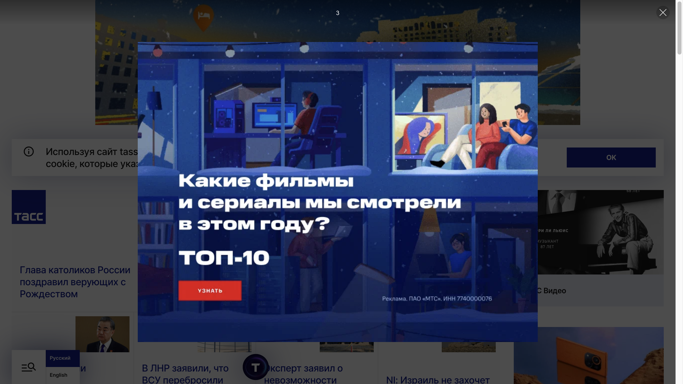 3
Используя сайт tass
cookie, которые ука
OK
тасс
Какие фильмы
и сериалы мы смотрели
в этом году?
ТОП-10
УЗНАТЬ
Реклама, ПАО «МТС». ИНН 7740000076
Глава католиков России
поздравил верующих с
Рождеством
С Видео
Русский
English
и
В ЛНР заявили, что
ВСУ перебросили
T
ксперт заявил о
невозможности
NI: Израиль не захочет